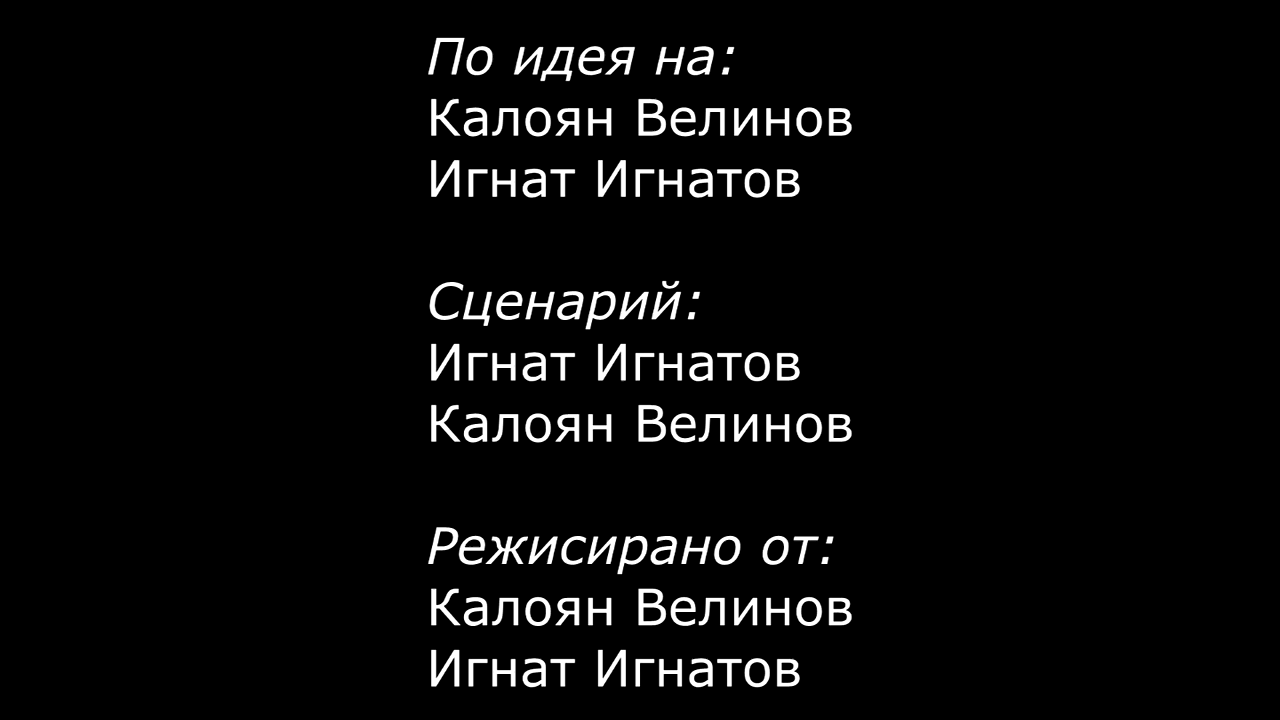 По идея на:
Калоян Велинов
Игнат Игнатов
Сценарий:
Игнат Игнатов
Калоян Велинов
Режисирано от:
Калоян Велинов
Игнат Игнатов